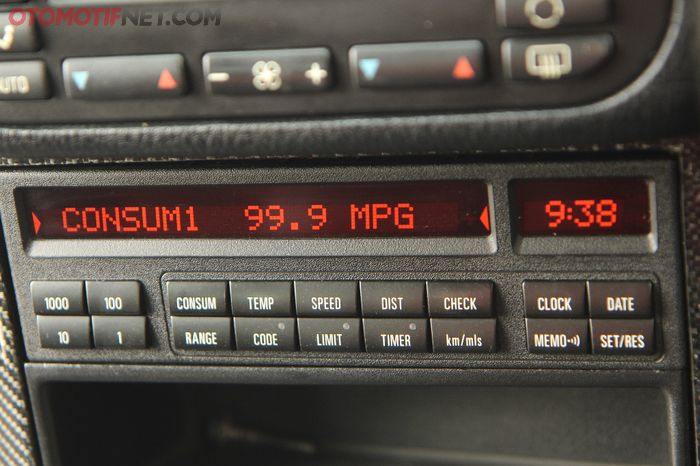 OTOMOTIFNET.COM
AUTO
- +
CONSUM1 99.9 MPG
9:38
1000 100
10 1
CONSUM TEMP SPEED DIST CHECK
RANGE CODE LIMIT TIMER km/mls
CLOCK DATE
MEMO SET/RES